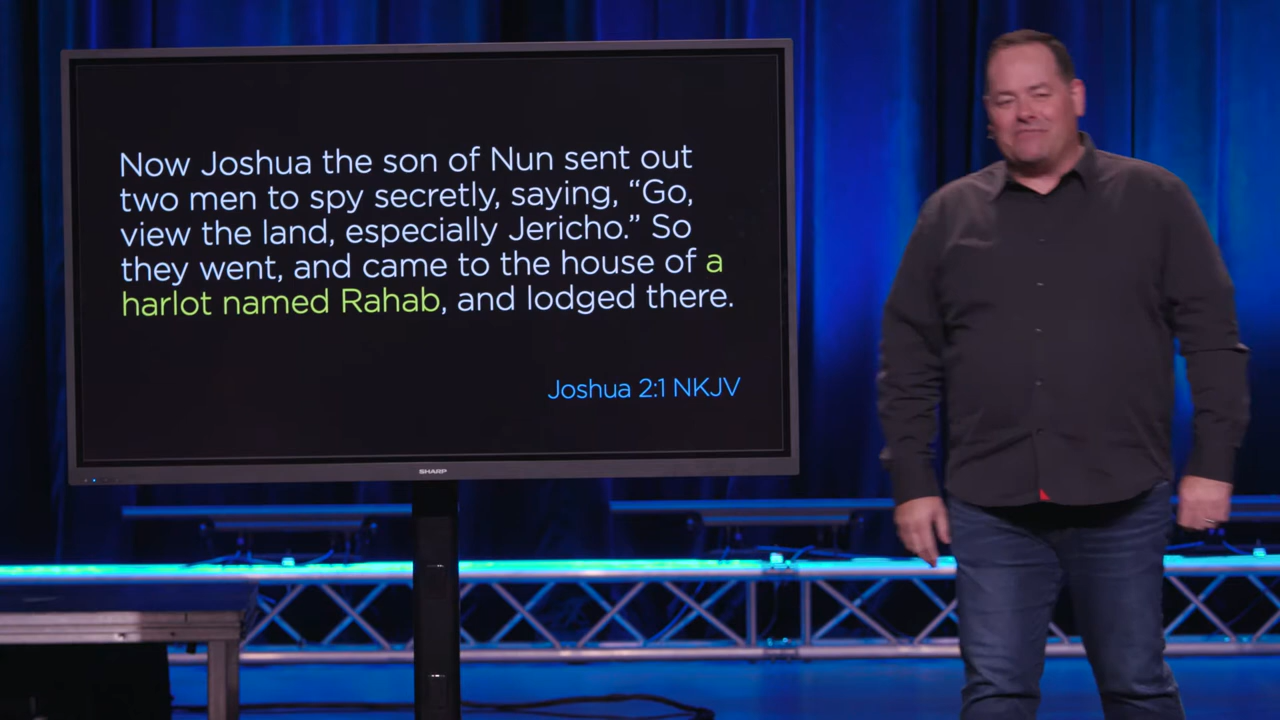 Now Joshua the son of Nun sent out
two men to spy secretly, saying, “Go,
view the land, especially Jericho.” So
they went, and came to the house of a
harlot named Rahab, and lodged there.
Joshua 2:1 NKJV
SHARP